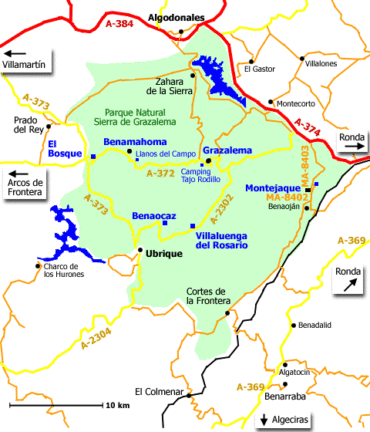 Algodonales
A-384
Villamartín
El Gastor
Villalones
Zahara
de la Sierra
A-373
Montecorto
Parque Natural
Sierra de Grazalema
Prado
del Rey
A-374
Ronda
Benamahoma
El
Bosque
Llanos del Campo
Grazalema
MA-8403
A-372
Camping
Tajo Rodillo
Arcos de
Frontera
Montejaque
MA-8402
A-373
Benaoján
Benaocaz
A-2302
Villaluenga
del Rosario
A-369
Ubrique
Charco de
los Hurones
Ronda
Cortes de
la Frontera
A-2304
Benadalid
Algatocin
El Colmenar
A-369
Benarraba
10 km
Algeciras